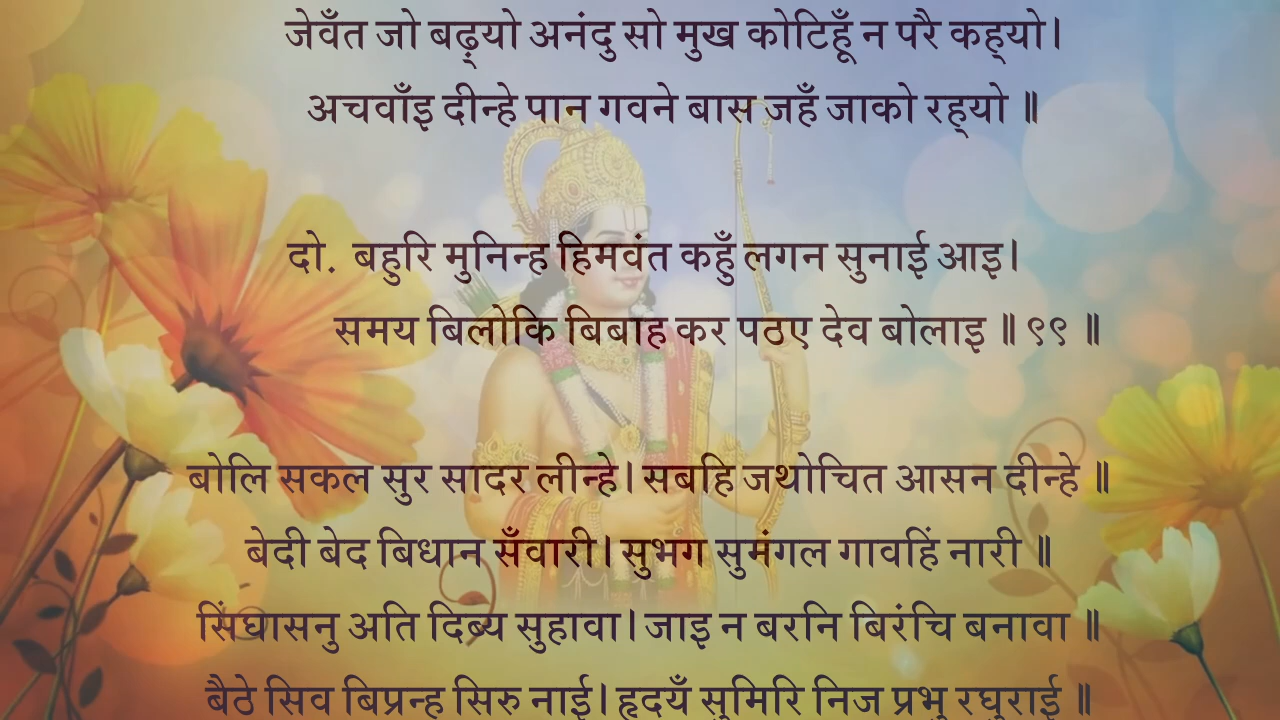 जेवँत जो बढ़्यो अनंदु सो मुख कोटिहूँ न परै कह्यो।
अचवाँइ दीन्हे पान गवने बास जहँ जाको रह्यो ॥
दो. बहुरि मुनिन्ह हिमवंत कहुँ लगन सुनाई आइ।
समय बिलोकि बिबाह कर पठए देव बोलाइ ॥ ९९ ॥
बोलि सकल सुर सादर लीन्हे। सबहि जथोचित आसन दीन्हे ॥
बेदी बेद बिधान सँवारी। सुभग सुमंगल गावहिं नारी ॥
सिंघासनु अति दिब्य सुहावा। जाइ न बरनि बिरंचि बनावा ॥
बैठे सिव बिप्रन्ह सिरु नाई। हृदयँ सुमिरि निज प्रभु रघुराई ॥